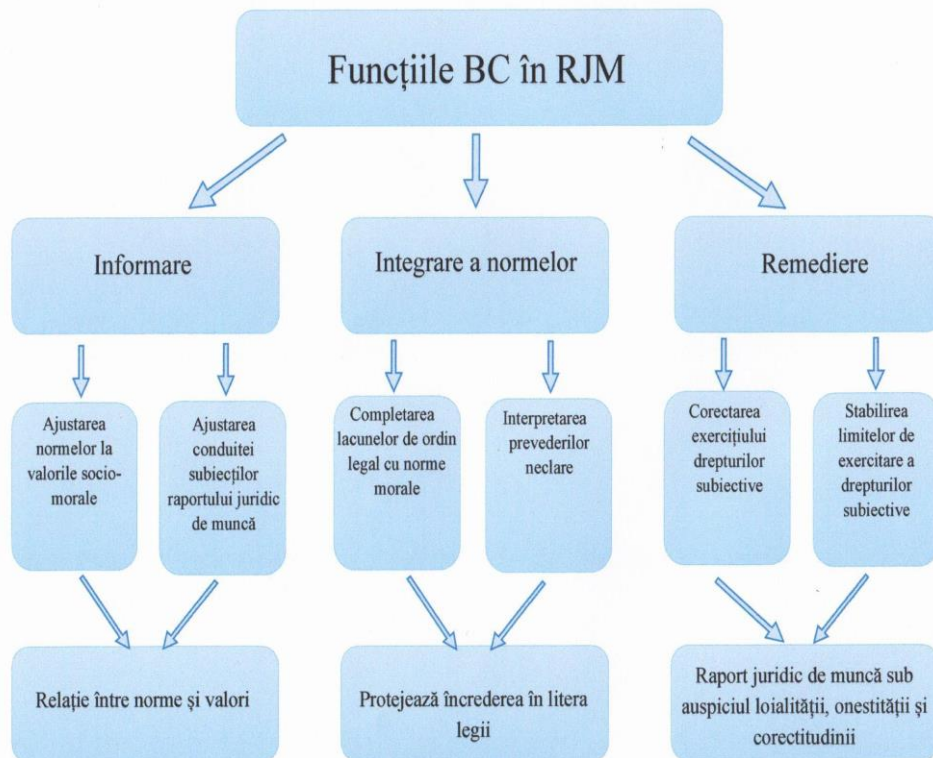 Funcțiile BC în RJM
Informare
Integrare a normelor
Remediere
Ajustarea
normelor la
valorile socio-
morale
Ajustarea
conduitei
subiecților
raportului juridic
de muncă
Completarea
lacunelor de ordin
legal cu norme
morale
Interpretarea
prevederilor
neclare
Corectarea
exercițiului
drepturilor
subiective
Stabilirea
limitelor de
exercitare a
drepturilor
subiective
Relație între norme și valori
Protejează încrederea în litera
legii
Raport juridic de muncă sub
auspiciul loialității, onestității și
corectitudinii